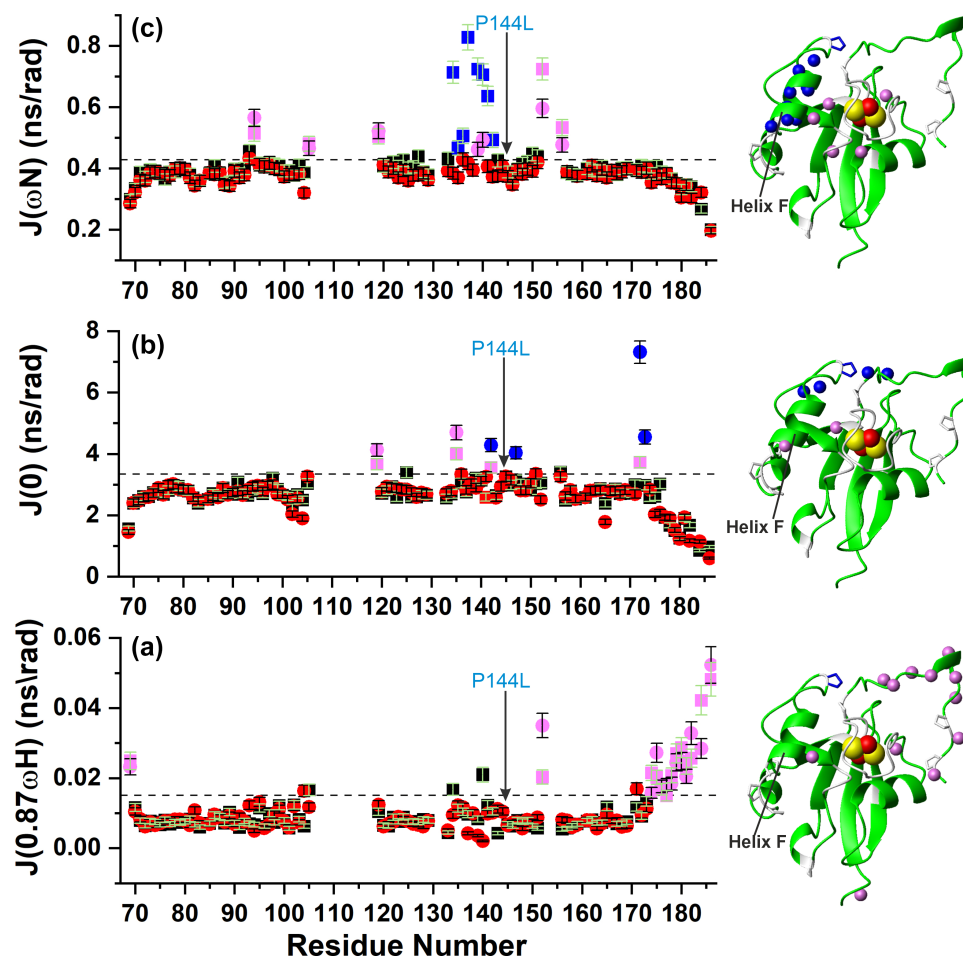 (c)
P144L
J(ωN) (ns/rad)
0.8
0.6
0.4
0.2
70 80 90 100 110 120 130 140 150 160 170 180
Helix F
(b)
P144L
J(0) (ns/rad)
8
6
4
2
0
70 80 90 100 110 120 130 140 150 160 170 180
Helix F
(a)
P144L
J(0.87ωH) (ns\rad)
0.06
0.04
0.02
0.00
70 80 90 100 110 120 130 140 150 160 170 180
Residue Number
Helix F